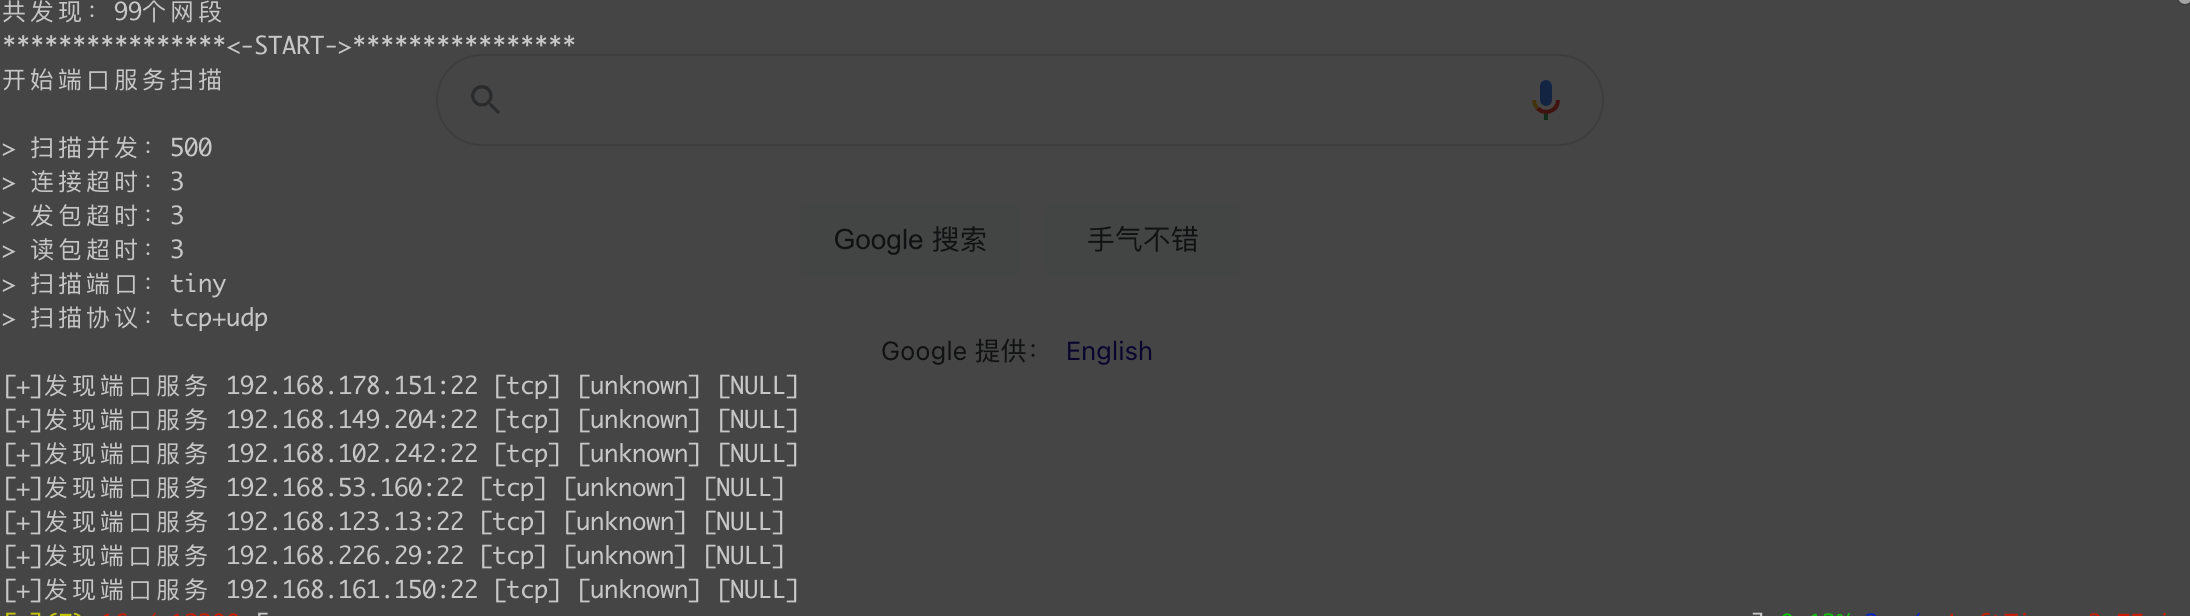 共发现: 99个网段
****************<-START->****************
开始端口服务扫描
> 扫描并发: 500
> 连接超时: 3
> 发包超时: 3
> 读包超时: 3
> 扫描端口: tiny
> 扫描协议: tcp+udp
Google 搜索
手气不错
Google 提供: English
[+]发现端口服务 192.168.178.151:22 [tcp] [unknown] [NULL]
[+]发现端口服务 192.168.149.204:22 [tcp] [unknown] [NULL]
[+]发现端口服务 192.168.102.242:22 [tcp] [unknown] [NULL]
[+]发现端口服务 192.168.53.160:22 [tcp] [unknown] [NULL]
[+]发现端口服务 192.168.123.13:22 [tcp] [unknown] [NULL]
[+]发现端口服务 192.168.226.29:22 [tcp] [unknown] [NULL]
[+]发现端口服务 192.168.161.150:22 [tcp] [unknown] [NULL]